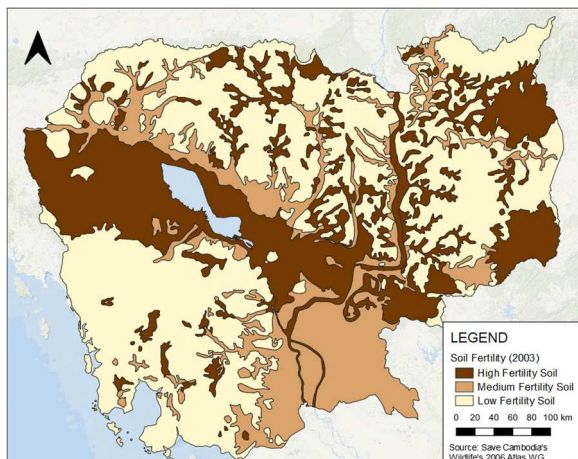 LEGEND
Soil Fertility (2003)
High Fertility Soil
Medium Fertility Soil
Low Fertility Soil
0 20 40 60 80 100 km
Source: Save Cambodia's
Wildlife's 2006 Atlas WG